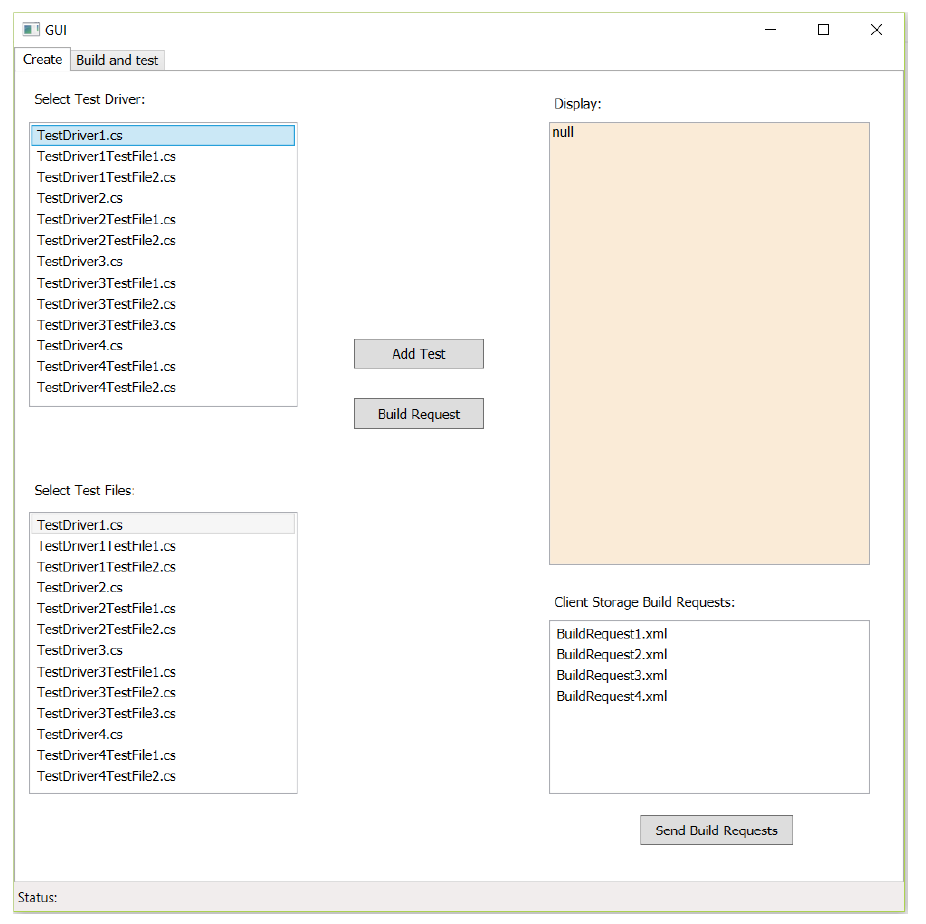 GUI
Create
Build and test
Select Test Driver:
TestDriver1.cs
TestDriver1TestFile1.cs
TestDriver1TestFile2.cs
TestDriver2.cs
TestDriver2TestFile1.cs
TestDriver2TestFile2.cs
TestDriver3.cs
TestDriver3TestFile1.cs
TestDriver3TestFile2.cs
TestDriver3TestFile3.cs
TestDriver4.cs
TestDriver4TestFile1.cs
TestDriver4TestFile2.cs
Select Test Files:
TestDriver1.cs
TestDriver1TestFile1.cs
TestDriver1TestFile2.cs
TestDriver2.cs
TestDriver2TestFile1.cs
TestDriver2TestFile2.cs
TestDriver3.cs
TestDriver3TestFile1.cs
TestDriver3TestFile2.cs
TestDriver3TestFile3.cs
TestDriver4.cs
TestDriver4TestFile1.cs
TestDriver4TestFile2.cs
Add Test
Build Request
Display:
null
Client Storage Build Requests:
BuildRequest1.xml
BuildRequest2.xml
BuildRequest3.xml
BuildRequest4.xml
Send Build Requests
Status: